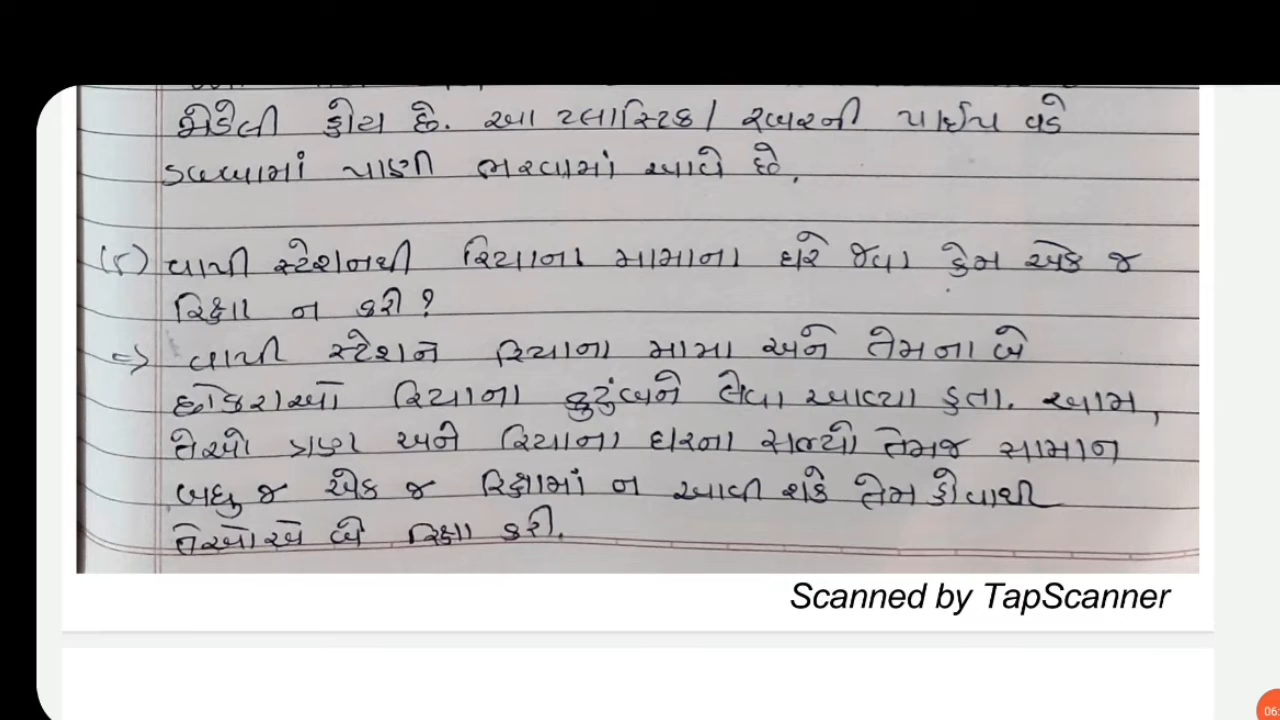 જોડેલી હોય છે. આ પ્લાસ્ટિક / રબરની પાઈપ વડે
ડબ્બામાં પાણી ભરવામાં આવે છે.
(૮) વાપી સ્ટેશનથી રિયાના મામાના ઘરે જવા કેમ એક જ
રિક્ષા ન કરી?
⇒ વાપી સ્ટેશને રિયાના મામા અને તેમના બે
છોકરાઓ રિયાના કુટુંબને લેવા આવ્યા હતા. આમ,
તેઓ ત્રણ અને રિયાના ઘરના સભ્યો તેમજ સામાન
બધુ જ એક જ રિક્ષામાં ન આવી શકે તેમ હોવાથી
તેઓએ બે રિક્ષા કરી.
Scanned by TapScanner